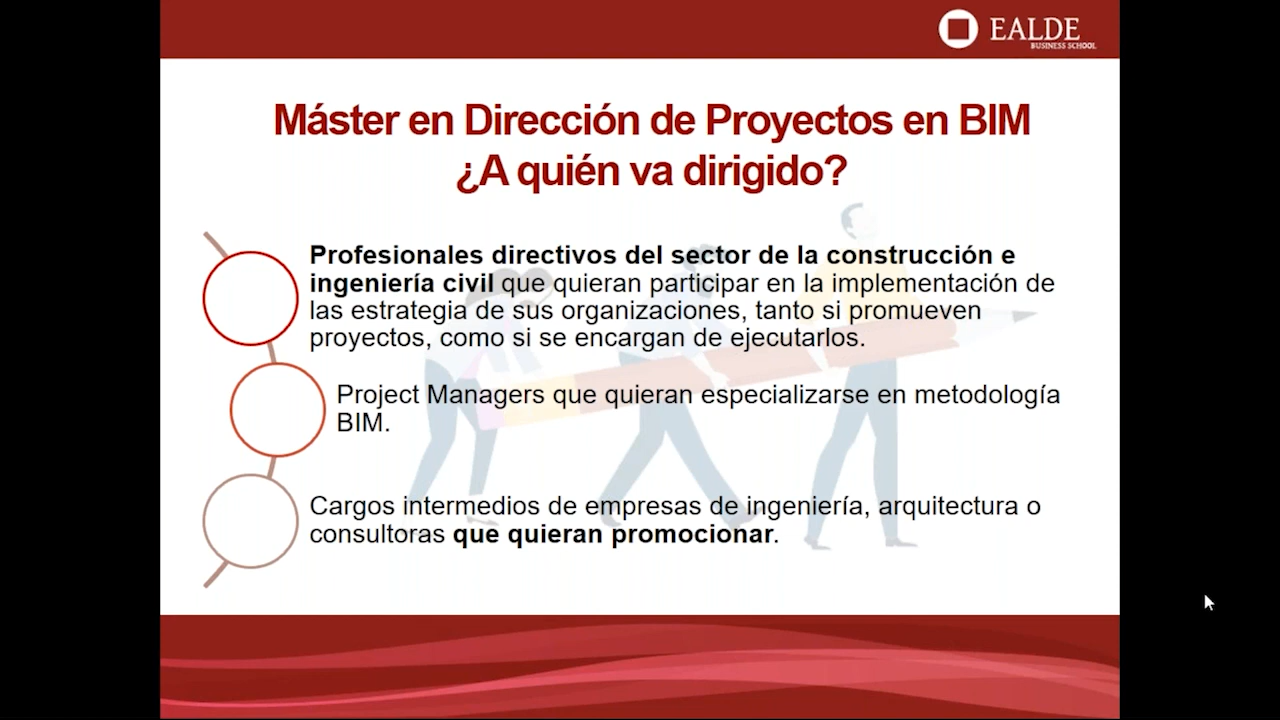 EALDE
BUSINESS SCHOOL
Máster en Dirección de Proyectos en BIM
¿A quién va dirigido?
Profesionales directivos del sector de la construcción e
ingeniería civil que quieran participar en la implementación de
las estrategia de sus organizaciones, tanto si promueven
proyectos, como si se encargan de ejecutarlos.
Project Managers que quieran especializarse en metodología
BIM.
Cargos intermedios de empresas de ingeniería, arquitectura o
consultoras que quieran promocionar.